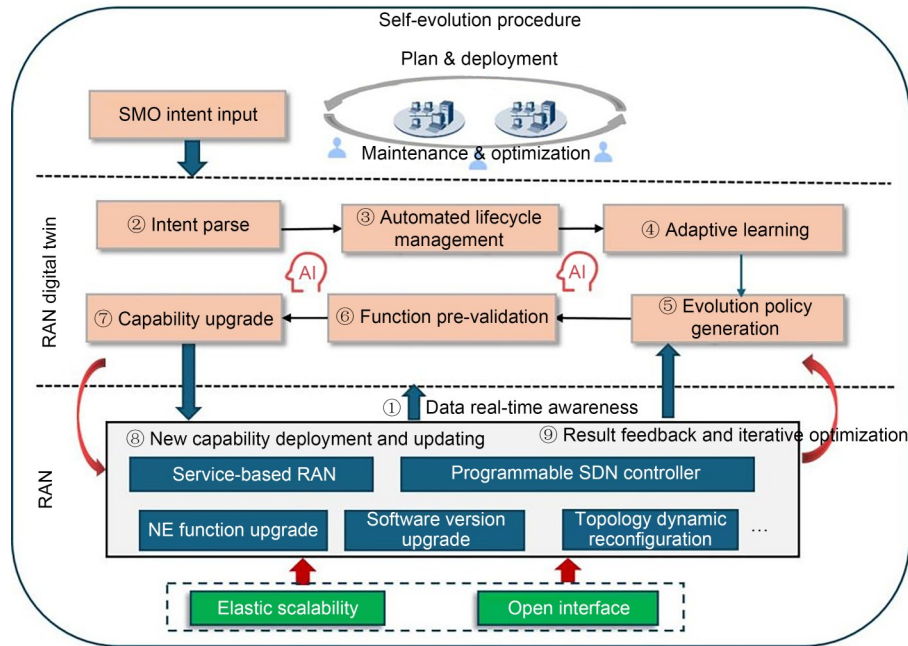 Self-evolution procedure
Plan & deployment
SMO intent input
Maintenance & optimization
RAN digital twin
② Intent parse
③ Automated lifecycle
management
④ Adaptive learning
AI
AI
⑦ Capability upgrade
⑥ Function pre-validation
⑤ Evolution policy
generation
① Data real-time awareness
RAN
⑧ New capability deployment and updating
⑨ Result feedback and iterative optimization
Service-based RAN
Programmable SDN controller
NE function upgrade
Software version
upgrade
Topology dynamic
reconfiguration
...
Elastic scalability
Open interface